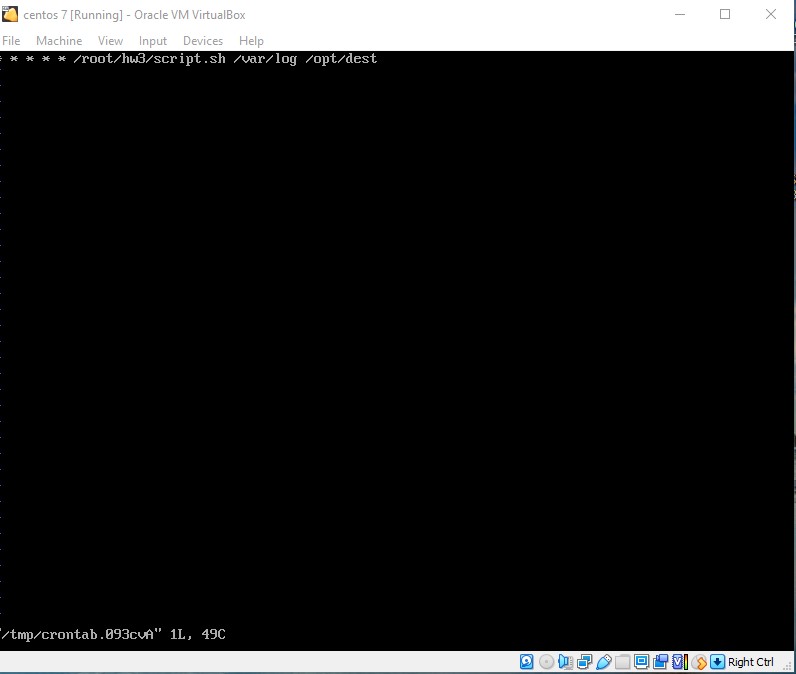 centos 7 [Running] - Oracle VM VirtualBox
File Machine View Input Devices Help
* * * * * /root/hw3/script.sh /var/log /opt/dest
"/tmp/crontab.093cvA" 1L, 49C
Right Ctrl